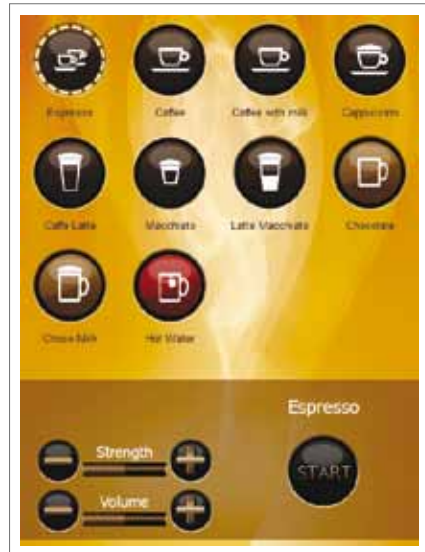 Espresso
Coffee
Coffee with milk
Cappuccino
Caffe Latte
Macchiato
Latte Macchiato
Chocolate
Choco Milk
Hot Water
Espresso
Strength
START
Volume